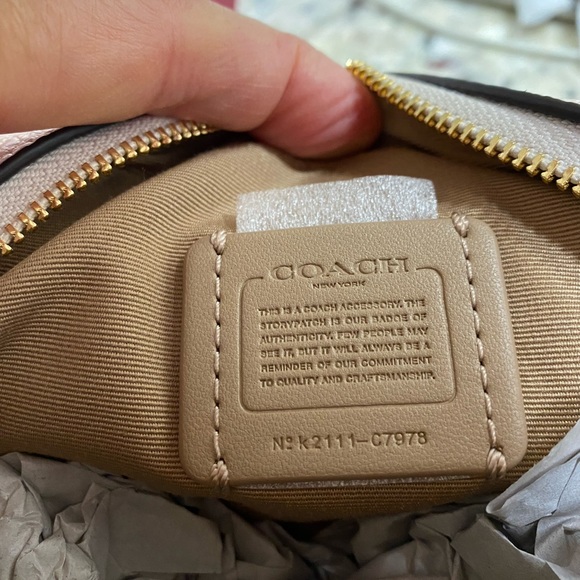 COACH
NEW YORK
THIS IS A COACH ACCESSORY. THE
STORYPATCH IS OUR BADGE OF
AUTHENTICITY. FEW PEOPLE MAY
SEE IT, BUT IT WILL ALWAYS BE A
REMINDER OF OUR COMMITMENT
TO QUALITY AND CRAFTSMANSHIP.
Nº K2111-C7978